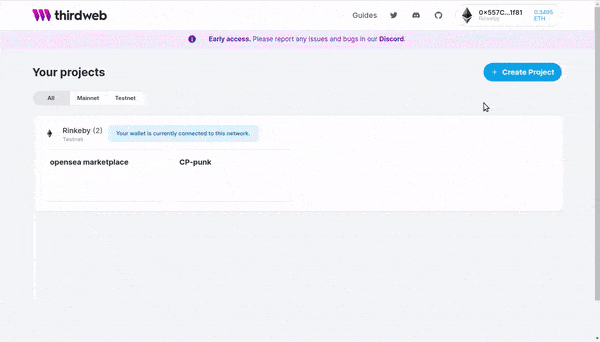 thirdweb
Guides
0×557C...1f81
Rinkeby
0.3495
ETH
Early access. Please report any issues and bugs in our Discord.
Your projects
+ Create Project
All Mainnet Testnet
Rinkeby (2)
Testnet
Your wallet is currently connected to this network.
opensea marketplace
CP-punk